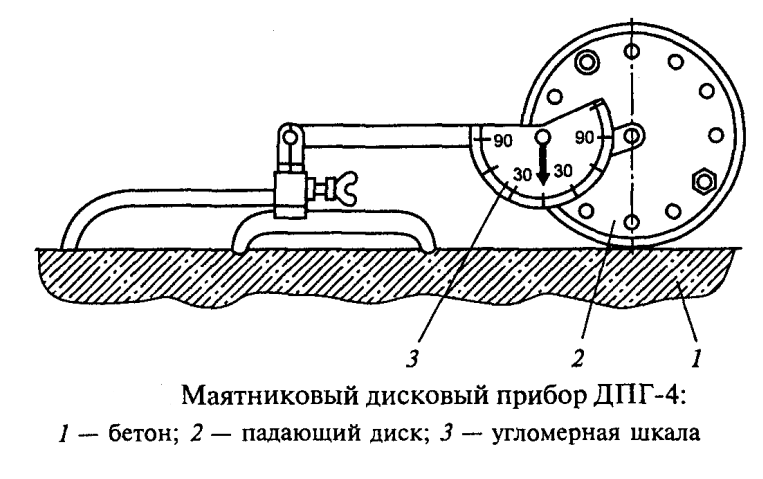 90 90
30 30
3 2 1
Маятниковый дисковый прибор ДПГ-4:
1 — бетон; 2 — падающий диск; 3 — угломерная шкала